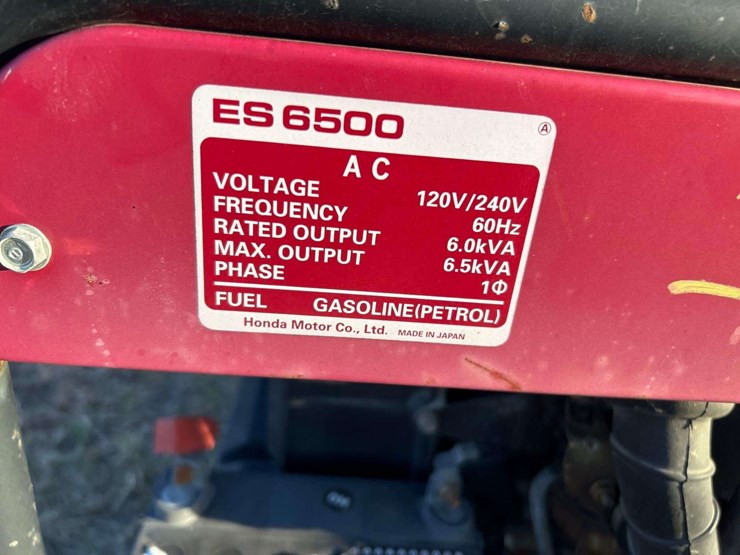 ES 6500 Ⓐ
AC
VOLTAGE 120V/240V
FREQUENCY 60Hz
RATED OUTPUT 6.0kVA
MAX. OUTPUT 6.5kVA
PHASE 1Φ
FUEL GASOLINE(PETROL)
Honda Motor Co., Ltd. MADE IN JAPAN